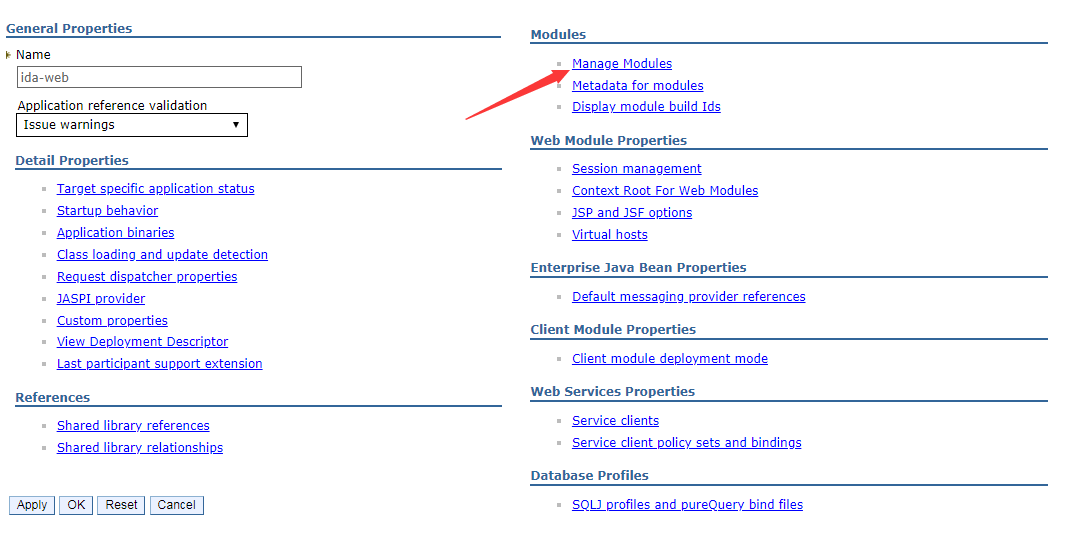 General Properties
Name
ida-web
Application reference validation
Issue warnings
Detail Properties
Target specific application status
Startup behavior
Application binaries
Class loading and update detection
Request dispatcher properties
JASPI provider
Custom properties
View Deployment Descriptor
Last participant support extension
References
Shared library references
Shared library relationships
Apply OK Reset Cancel
Modules
Manage Modules
Metadata for modules
Display module build Ids
Web Module Properties
Session management
Context Root For Web Modules
JSP and JSF options
Virtual hosts
Enterprise Java Bean Properties
Default messaging provider references
Client Module Properties
Client module deployment mode
Web Services Properties
Service clients
Service client policy sets and bindings
Database Profiles
SQLJ profiles and pureQuery bind files